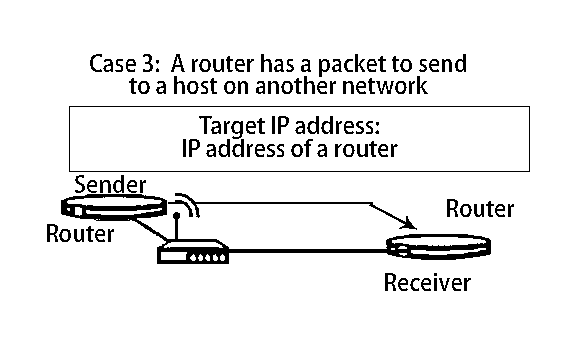 Case 3: A router has a packet to send
to a host on another network
Target IP address:
IP address of a router
Sender
Router
Router
Receiver